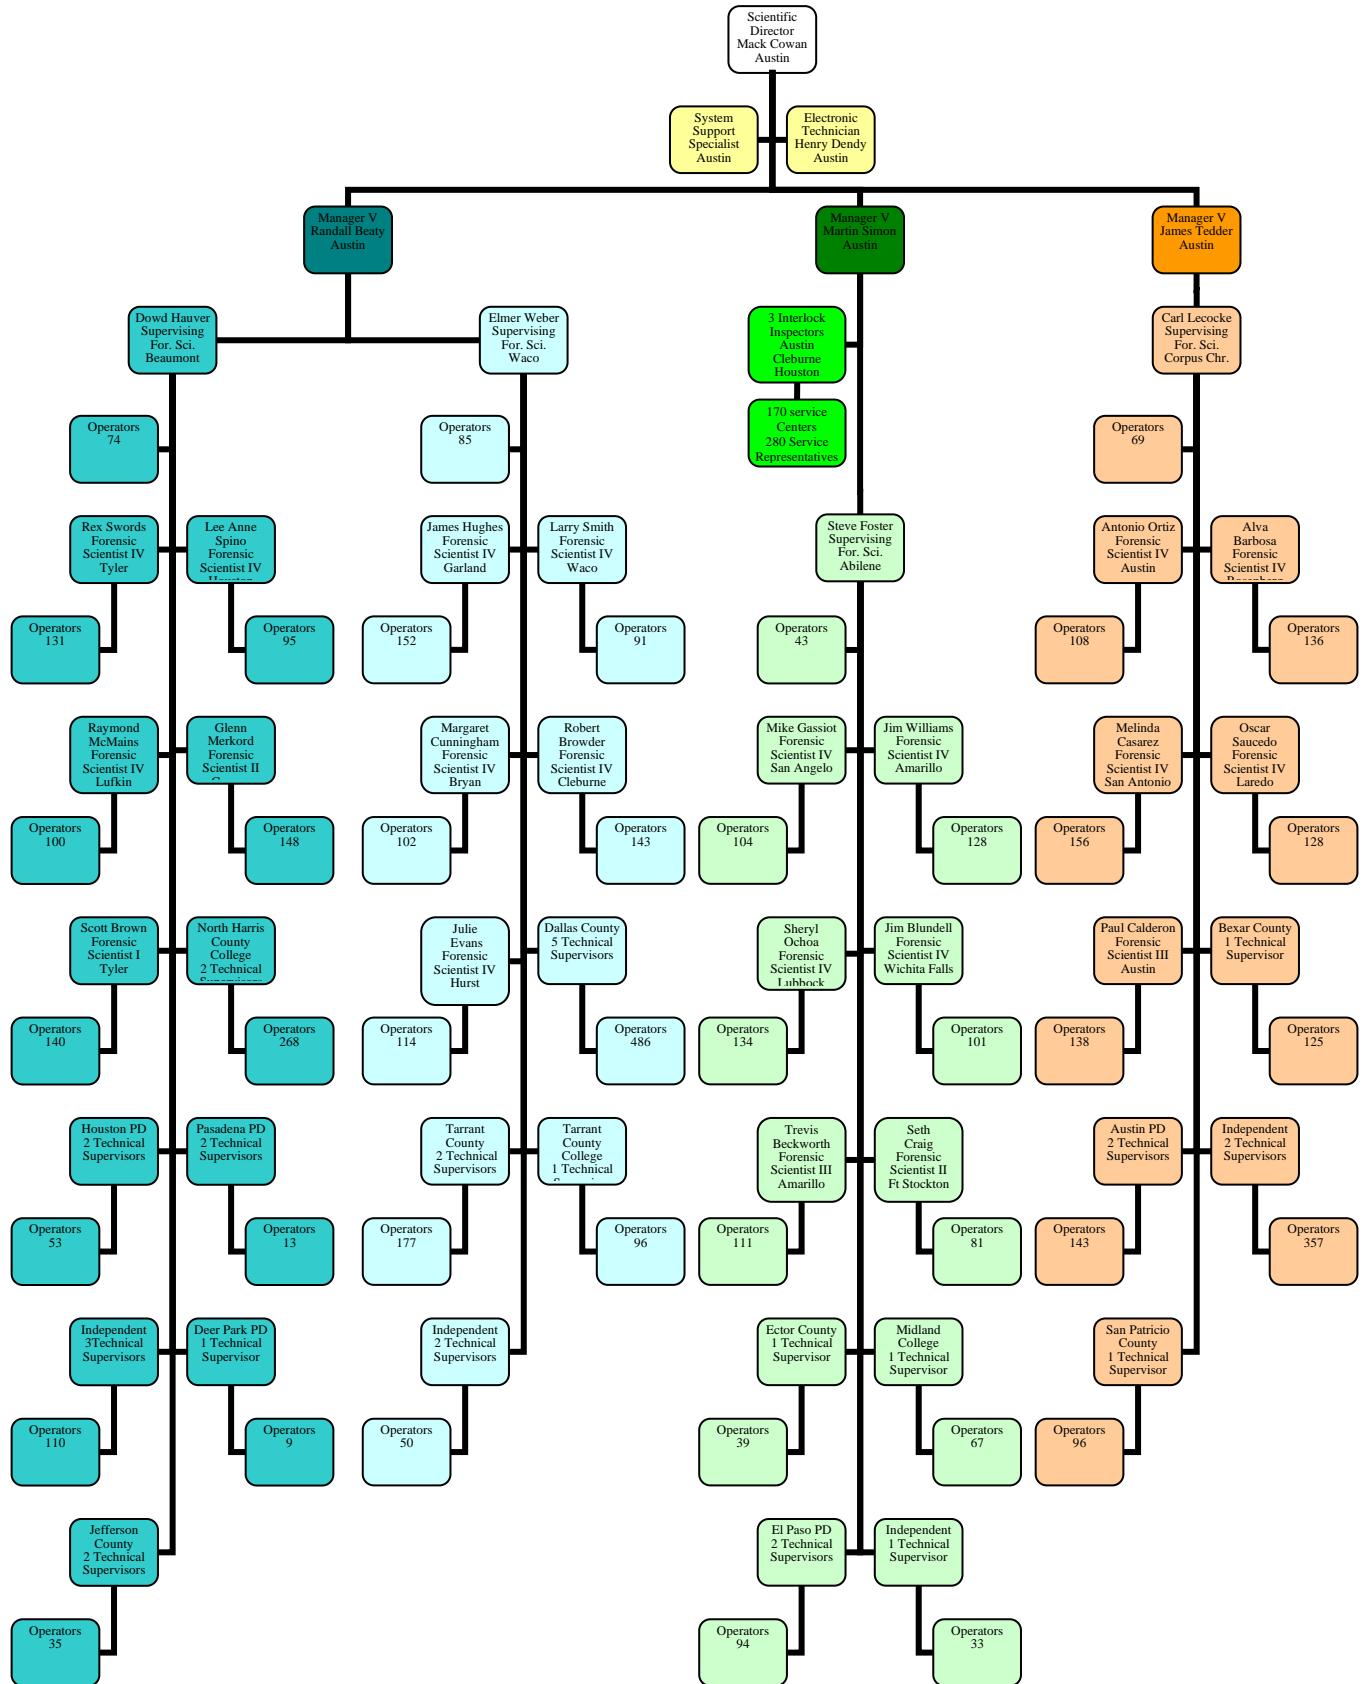 Scientific
Director
Mack Cowan
Austin
System
Support
Specialist
Austin
Electronic
Technician
Henry Dendy
Austin
Manager V
Randall Beaty
Austin
Manager V
Martin Simon
Austin
Manager V
James Tedder
Austin
Dowd Hauver
Supervising
For. Sci.
Beaumont
Elmer Weber
Supervising
For. Sci.
Waco
3 Interlock
Inspectors
Austin
Cleburne
Houston
Carl Lecocke
Supervising
For. Sci.
Corpus Chr.
170 service
Centers
280 Service
Representatives
Operators
74
Operators
85
Operators
69
Rex Swords
Forensic
Scientist IV
Tyler
Lee Anne
Spino
Forensic
Scientist IV
James Hughes
Forensic
Scientist IV
Garland
Larry Smith
Forensic
Scientist IV
Waco
Steve Foster
Supervising
For. Sci.
Abilene
Antonio Ortiz
Forensic
Scientist IV
Austin
Alva
Barbosa
Forensic
Scientist IV
Operators
131
Operators
95
Operators
152
Operators
91
Operators
43
Operators
108
Operators
136
Raymond
McMains
Forensic
Scientist IV
Lufkin
Glenn
Merkord
Forensic
Scientist II
Margaret
Cunningham
Forensic
Scientist IV
Bryan
Robert
Browder
Forensic
Scientist IV
Cleburne
Mike Gassiot
Forensic
Scientist IV
San Angelo
Jim Williams
Forensic
Scientist IV
Amarillo
Melinda
Casarez
Forensic
Scientist IV
San Antonio
Oscar
Saucedo
Forensic
Scientist IV
Laredo
Operators
100
Operators
148
Operators
102
Operators
143
Operators
104
Operators
128
Operators
156
Operators
128
Scott Brown
Forensic
Scientist I
Tyler
North Harris
County
College
2 Technical
Supervisors
Julie
Evans
Forensic
Scientist IV
Hurst
Dallas County
5 Technical
Supervisors
Sheryl
Ochoa
Forensic
Scientist IV
Lubbock
Jim Blundell
Forensic
Scientist IV
Wichita Falls
Paul Calderon
Forensic
Scientist III
Austin
Bexar County
1 Technical
Supervisor
Operators
140
Operators
268
Operators
114
Operators
486
Operators
134
Operators
101
Operators
138
Operators
125
Houston PD
2 Technical
Supervisors
Pasadena PD
2 Technical
Supervisors
Tarrant
County
2 Technical
Supervisors
Tarrant
County
College
1 Technical
Trevis
Beckworth
Forensic
Scientist III
Amarillo
Seth
Craig
Forensic
Scientist II
Ft Stockton
Austin PD
2 Technical
Supervisors
Independent
2 Technical
Supervisors
Operators
53
Operators
13
Operators
177
Operators
96
Operators
111
Operators
81
Operators
143
Operators
357
Independent
3Technical
Supervisors
Deer Park PD
1 Technical
Supervisor
Independent
2 Technical
Supervisors
Ector County
1 Technical
Supervisor
Midland
College
1 Technical
Supervisor
San Patricio
County
1 Technical
Supervisor
Operators
110
Operators
9
Operators
50
Operators
39
Operators
67
Operators
96
Jefferson
County
2 Technical
Supervisors
El Paso PD
2 Technical
Supervisors
Independent
1 Technical
Supervisor
Operators
35
Operators
94
Operators
33